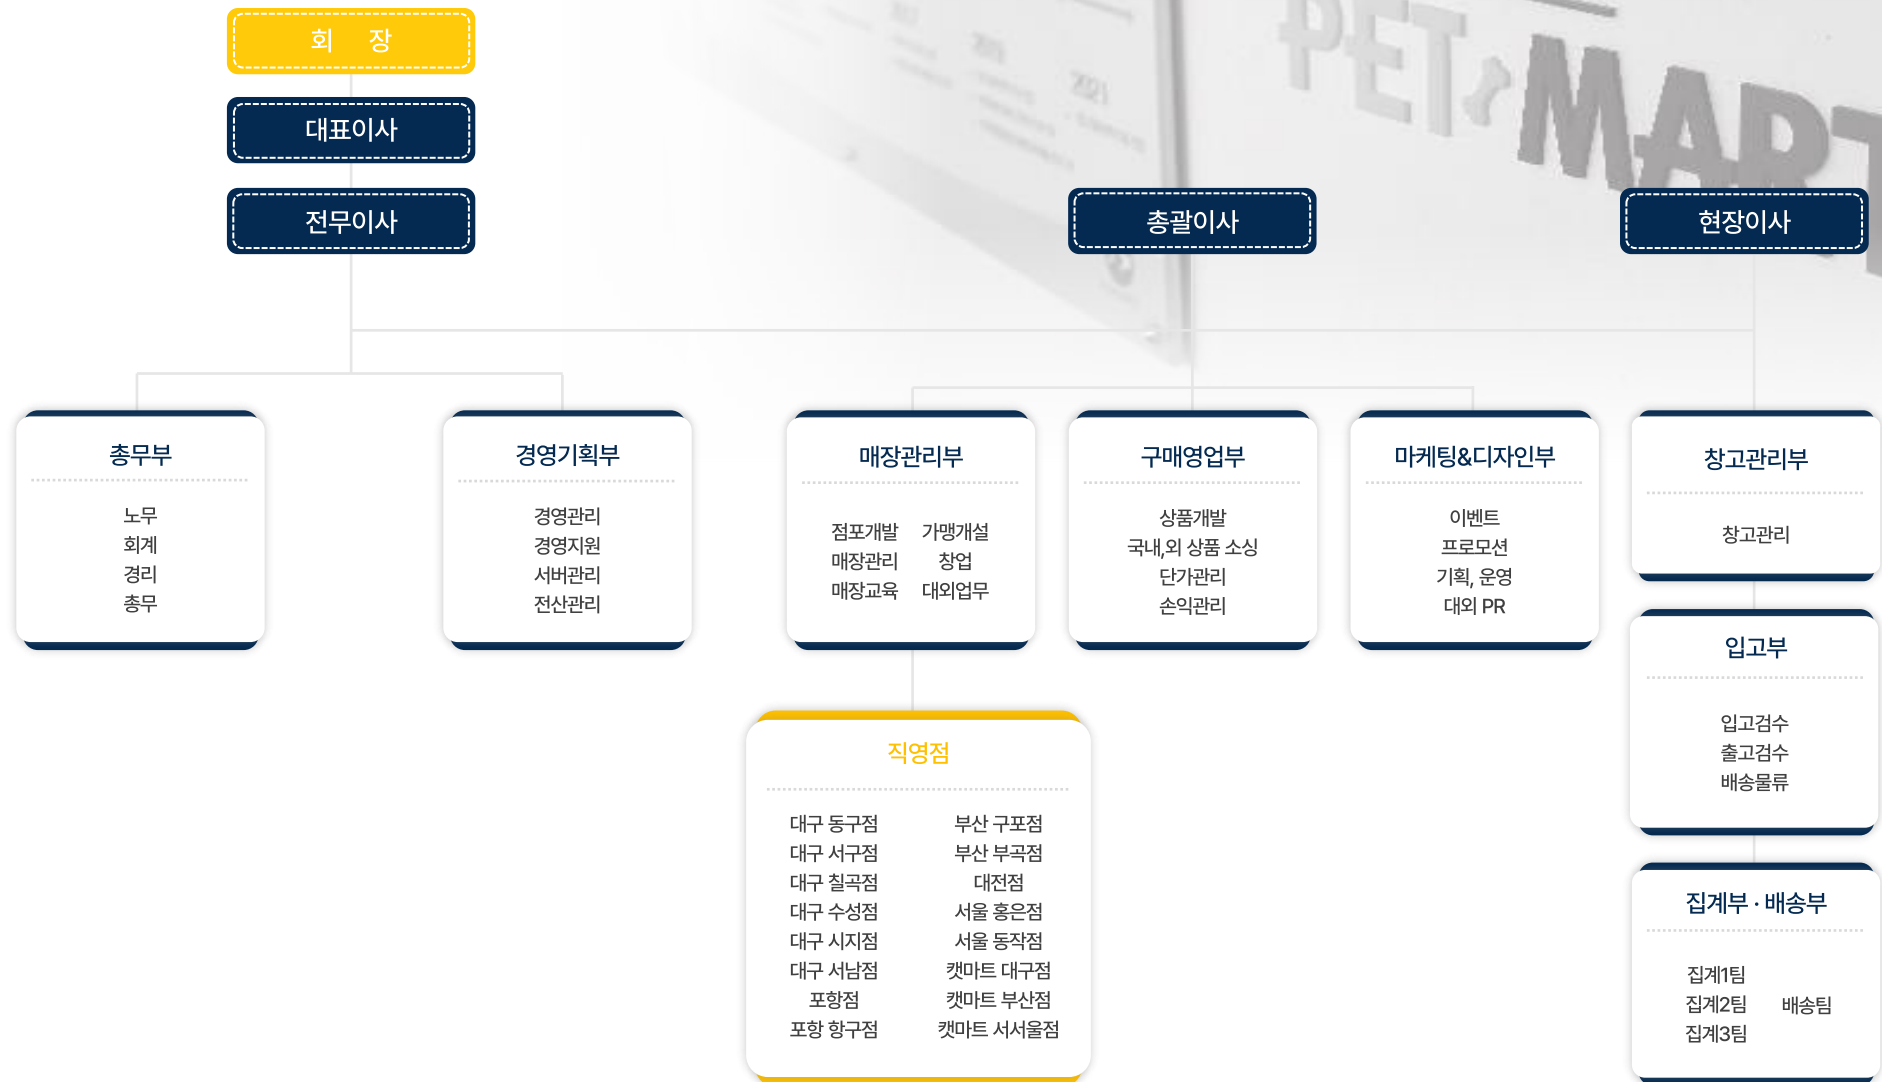 PET MART
2021
회 장
대표이사
전무이사
총괄이사
현장이사
총무부
노무
회계
경리
총무
경영기획부
경영관리
경영지원
서버관리
전산관리
매장관리부
점포개발 가맹개설
매장관리 창업
매장교육 대외업무
구매영업부
상품개발
국내,외 상품 소싱
단가관리
손익관리
마케팅&디자인부
이벤트
프로모션
기획, 운영
대외 PR
창고관리부
창고관리
입고부
입고검수
출고검수
배송물류
집계부 · 배송부
집계1팀
집계2팀 배송팀
집계3팀
직영점
대구 동구점 부산 구포점
대구 서구점 부산 부곡점
대구 칠곡점 대전점
대구 수성점 서울 홍은점
대구 시지점 서울 동작점
대구 서남점 캣마트 대구점
포항점 캣마트 부산점
포항 항구점 캣마트 서서울점